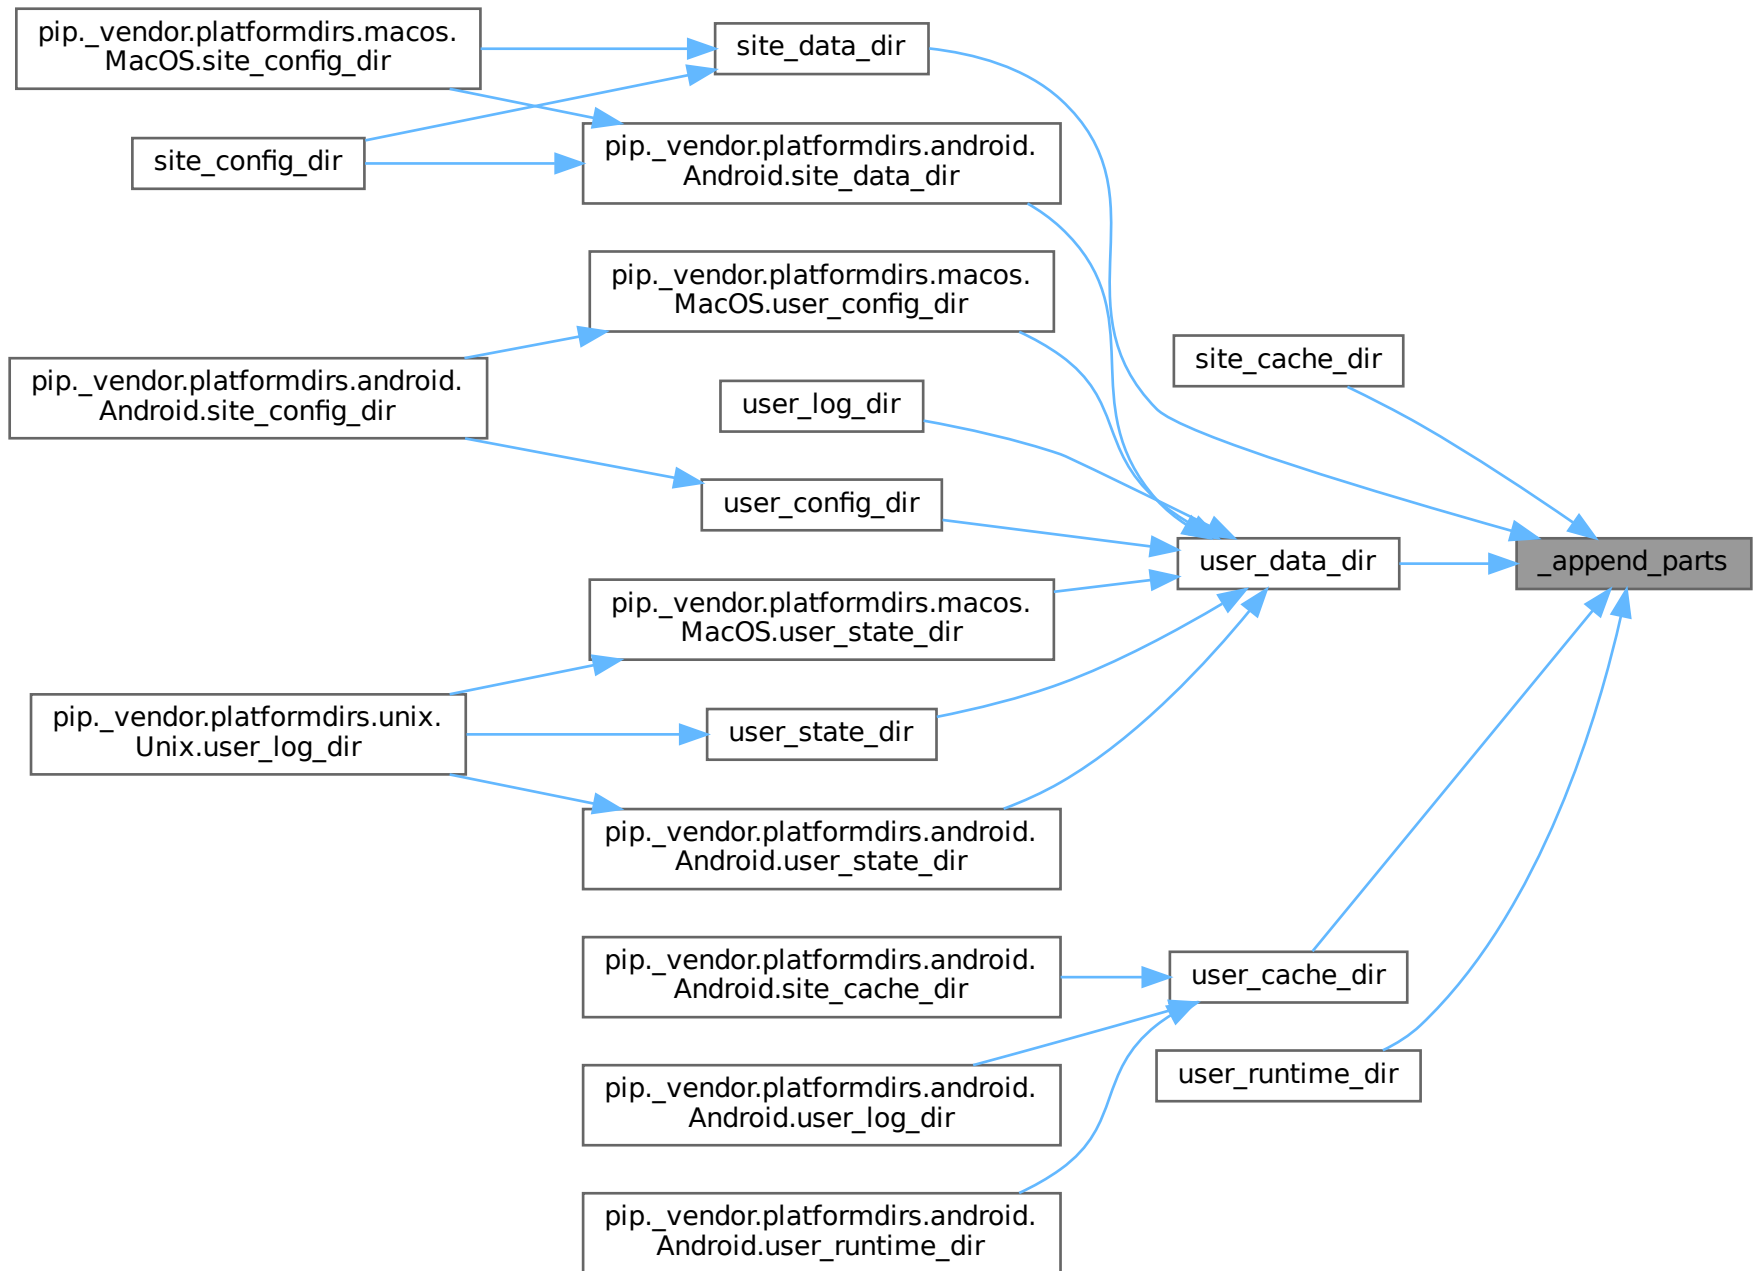 pip._vendor.platformdirs.macos.
MacOS.site_config_dir
site_data_dir
site_config_dir
pip._vendor.platformdirs.android.
Android.site_data_dir
pip._vendor.platformdirs.macos.
MacOS.user_config_dir
site_cache_dir
pip._vendor.platformdirs.android.
Android.site_config_dir
user_log_dir
user_config_dir
user_data_dir
_append_parts
pip._vendor.platformdirs.macos.
MacOS.user_state_dir
pip._vendor.platformdirs.unix.
Unix.user_log_dir
user_state_dir
pip._vendor.platformdirs.android.
Android.user_state_dir
pip._vendor.platformdirs.android.
Android.site_cache_dir
user_cache_dir
pip._vendor.platformdirs.android.
Android.user_log_dir
user_runtime_dir
pip._vendor.platformdirs.android.
Android.user_runtime_dir